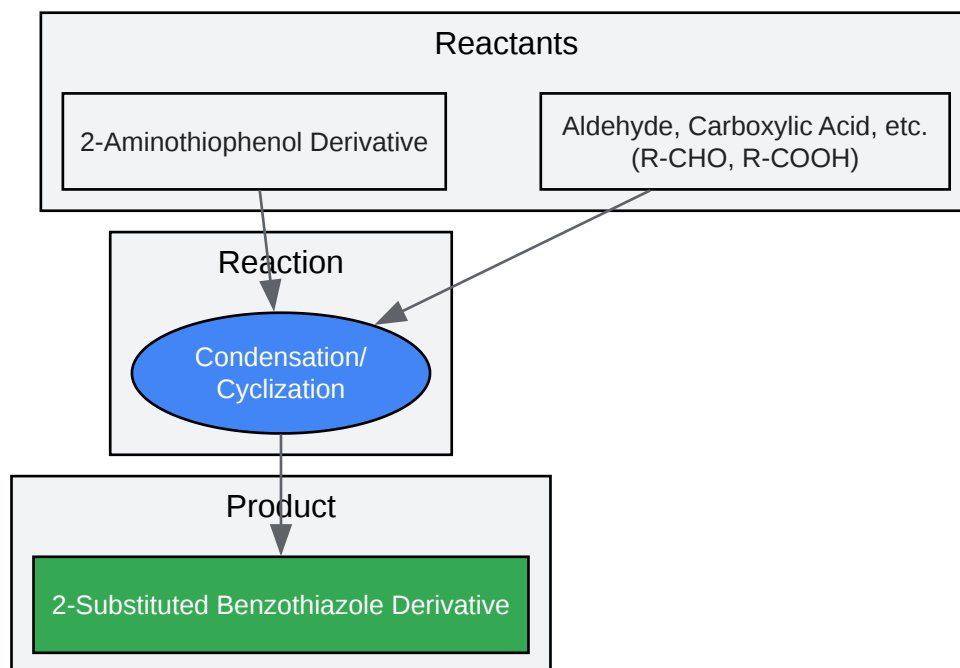 Reactants
2-Aminothiophenol Derivative
Aldehyde, Carboxylic Acid, etc.
(R-CHO, R-COOH)
Reaction
Condensation/
Cyclization
Product
2-Substituted Benzothiazole Derivative